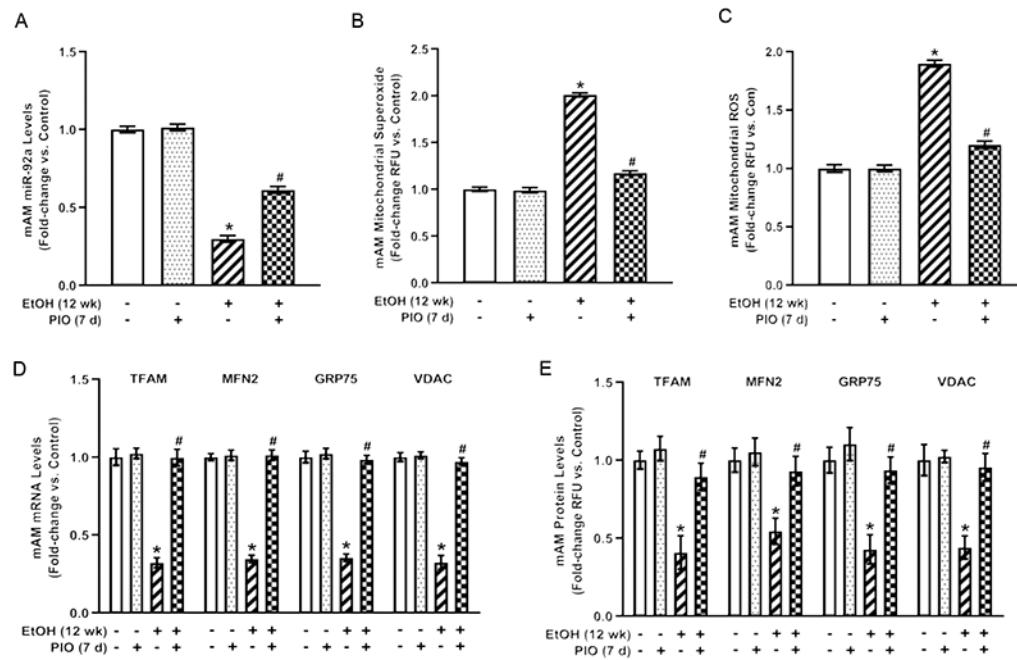 A
mAM miR-92a Levels
(Fold-change vs. Control)
1.5
1.0
0.5
0.0
*
#
EtOH (12 wk) - - + +
PIO (7 d) - + - +
B
mAM Mitochondrial Superoxide
(Fold-change RFU vs. Control)
2.5
2.0
1.5
1.0
0.5
0.0
*
#
EtOH (12 wk) - - + +
PIO (7 d) - + - +
C
mAM Mitochondrial ROS
(Fold-change RFU vs. Con)
2.0
1.5
1.0
0.5
0.0
*
#
EtOH (12 wk) - - + +
PIO (7 d) - + - +
D
mAM mRNA Levels
(Fold-change vs. Control)
1.5
1.0
0.5
0.0
TFAM MFN2 GRP75 VDAC
# # # #
* * * *
EtOH (12 wk) - - + + - - + + - - + + - - + +
PIO (7 d) - + - + - + - + - + - + - + - +
E
mAM Protein Levels
(Fold-change RFU vs. Control)
1.5
1.0
0.5
0.0
TFAM MFN2 GRP75 VDAC
# # # #
* * * *
EtOH (12 wk) - - + + - - + + - - + + - - + +
PIO (7 d) - + - + - + - + - + - + - + - +